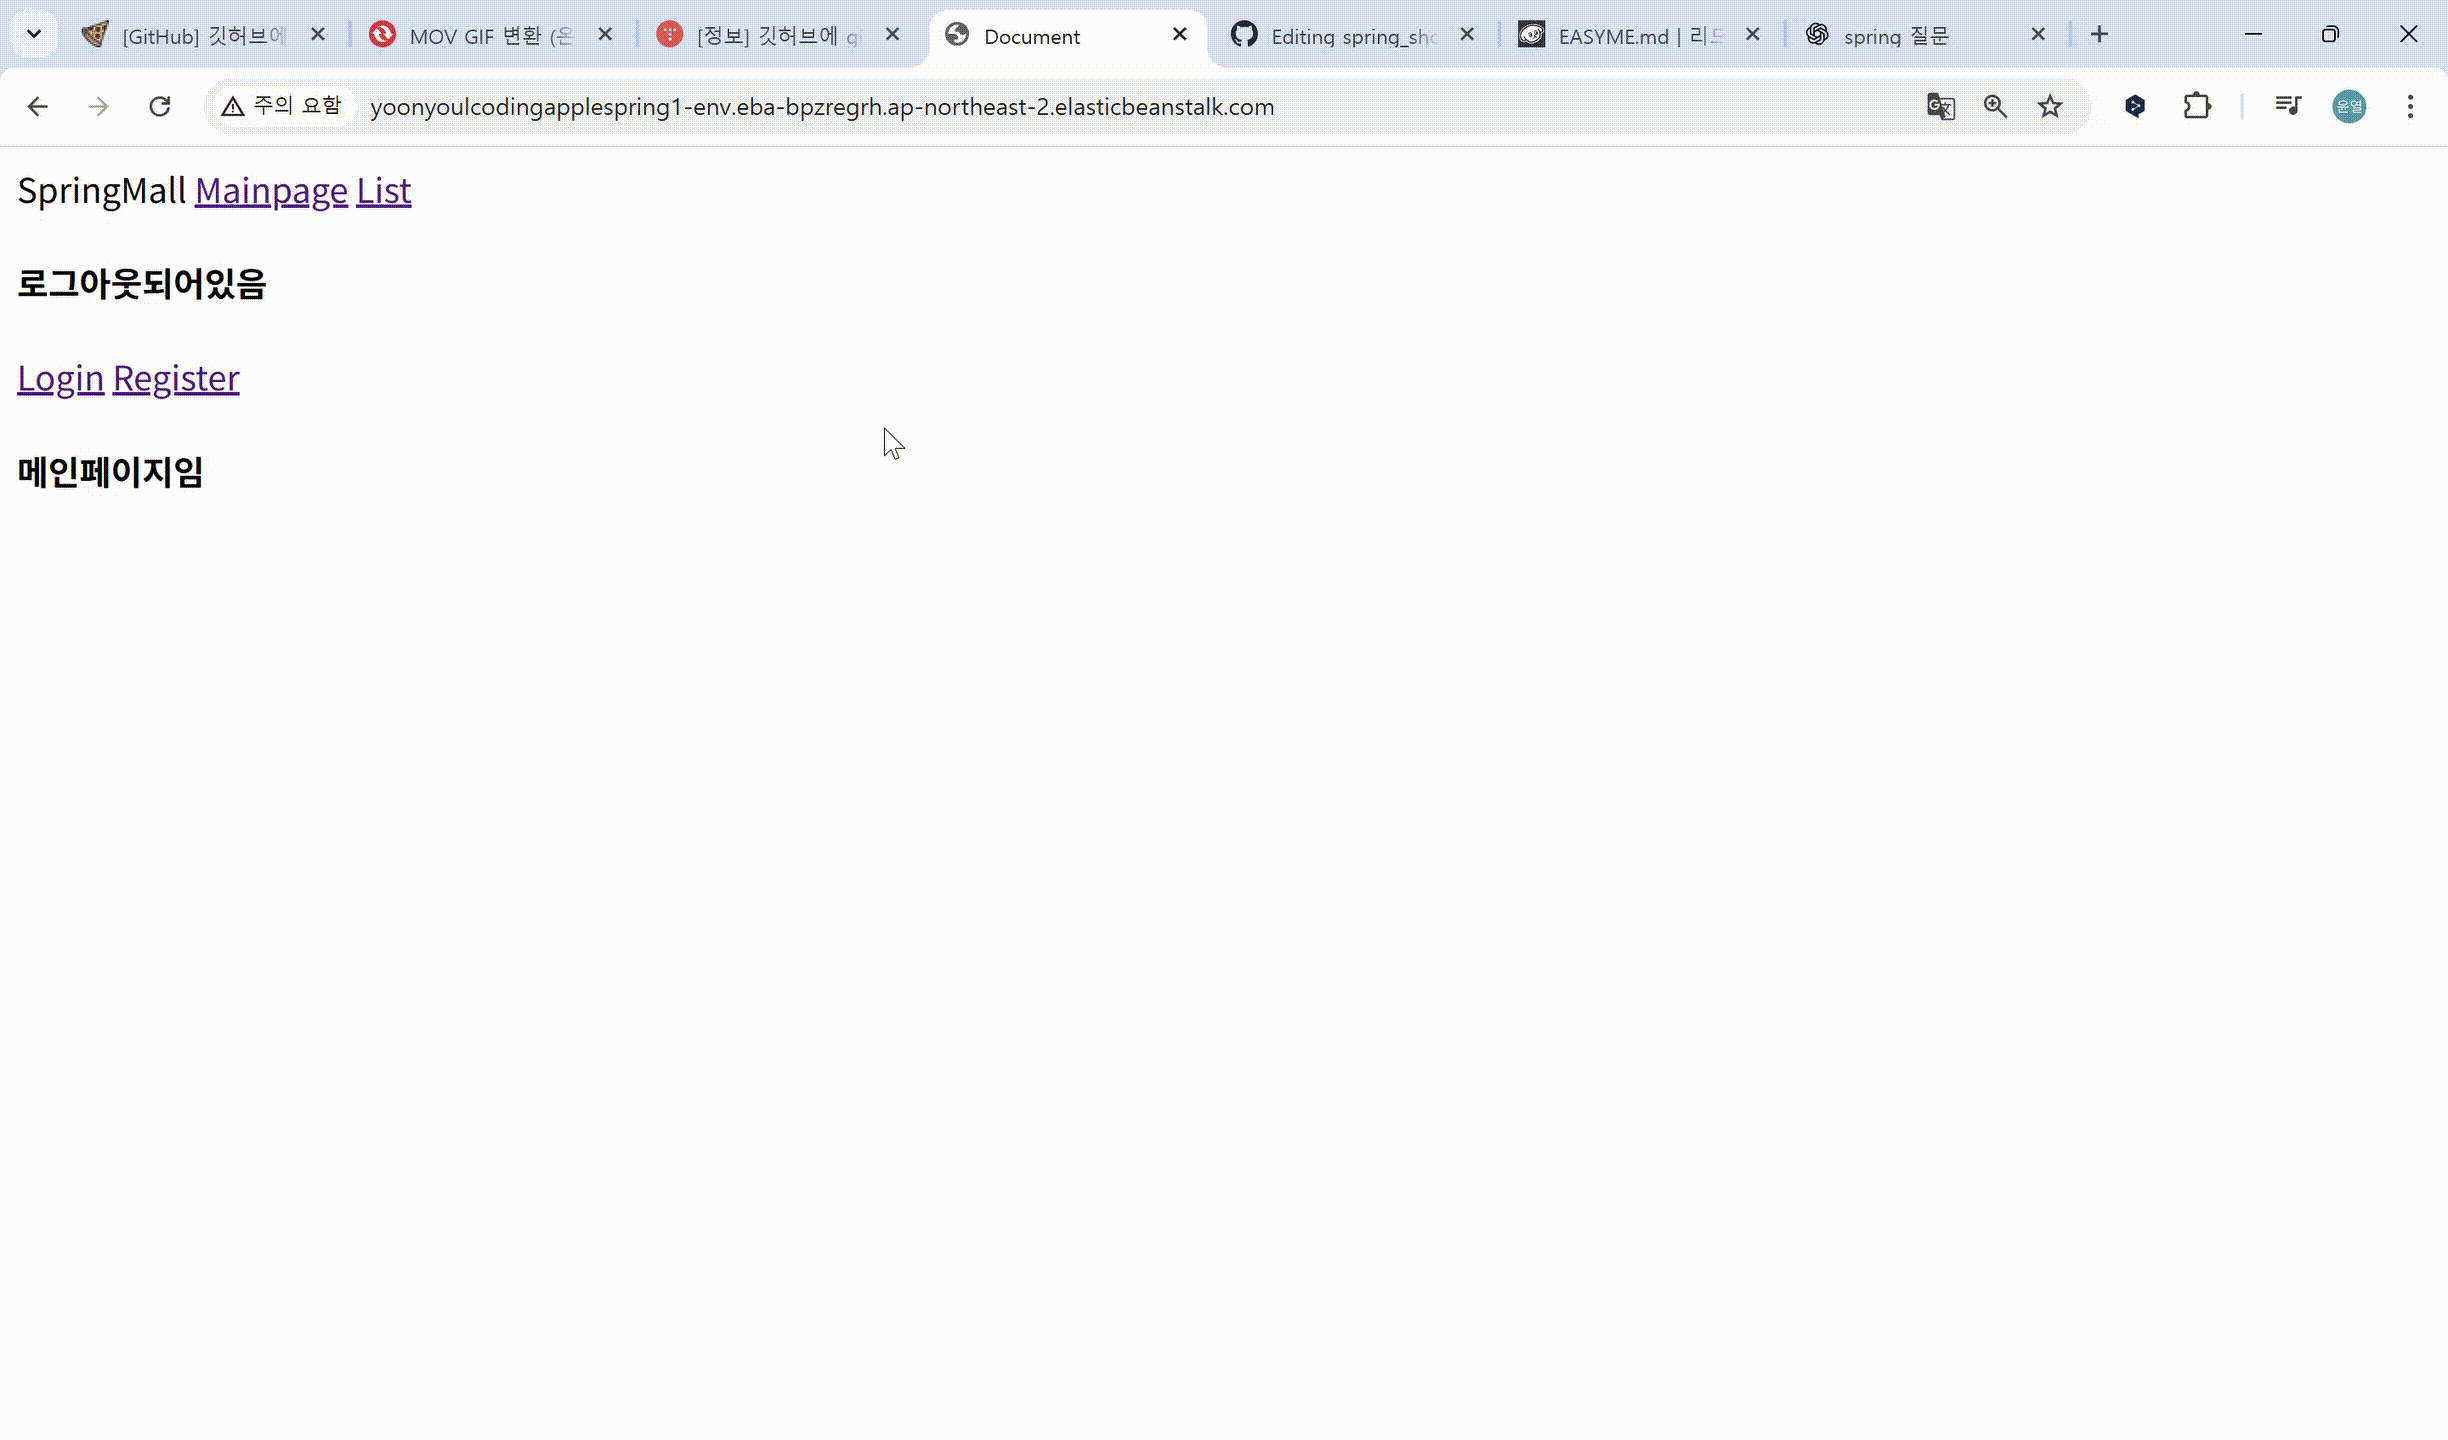 [GitHub] 깃허브에
MOV GIF 변환 (온
[정보] 깃허브에 gi
Document
Editing spring_sho
EASYME.md | 리드
spring 질문
주의 요함
yoonyoulcodingapplespring1-env.eba-bpzregrh.ap-northeast-2.elasticbeanstalk.com
윤열
SpringMall Mainpage List
로그아웃되어있음
Login Register
메인페이지임